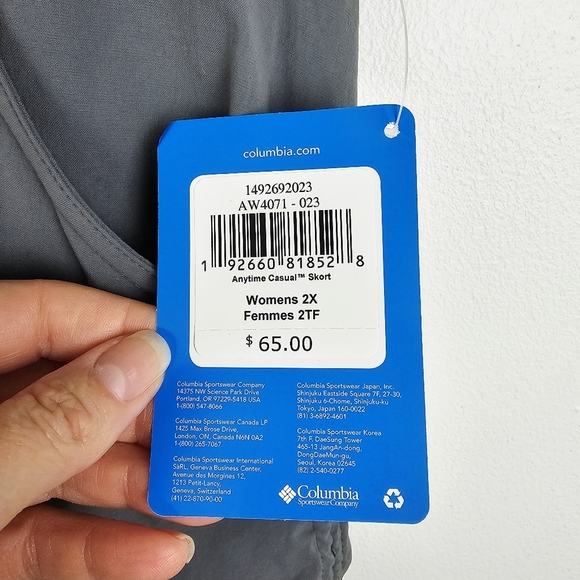 columbia.com
1492692023
AW4071 - 023
1 92660 81852 8
Anytime Casual™ Skort
Womens 2X
Femmes 2TF
$ 65.00
Columbia Sportswear Company
14375 NW Science Park Drive
Portland, OR 97229-5418 USA
1-(800) 547-8066
Columbia Sportswear Canada LP
1425 Max Brose Drive,
London, ON, Canada N6N 0A2
1-(800) 265-7067
Columbia Sportswear International
SàRL, Geneva Business Center,
Avenue des Morgines 12,
1213 Petit-Lancy,
Geneva, Switzerland
(41) 22-870-90-00
Columbia Sportswear Japan, Inc.
Shinjuku Eastside Square 7F, 27-30,
Shinjuku 6-Chome, Shinjuku-ku
Tokyo, Japan 160-0022
(81) 3-6892-4601
Columbia Sportswear Korea
7th F. DaeSung Tower
465-13 JangAn-dong,
DongDaeMun-gu,
Seoul, Korea 02645
(82) 2-540-0277
Columbia
Sportswear Company